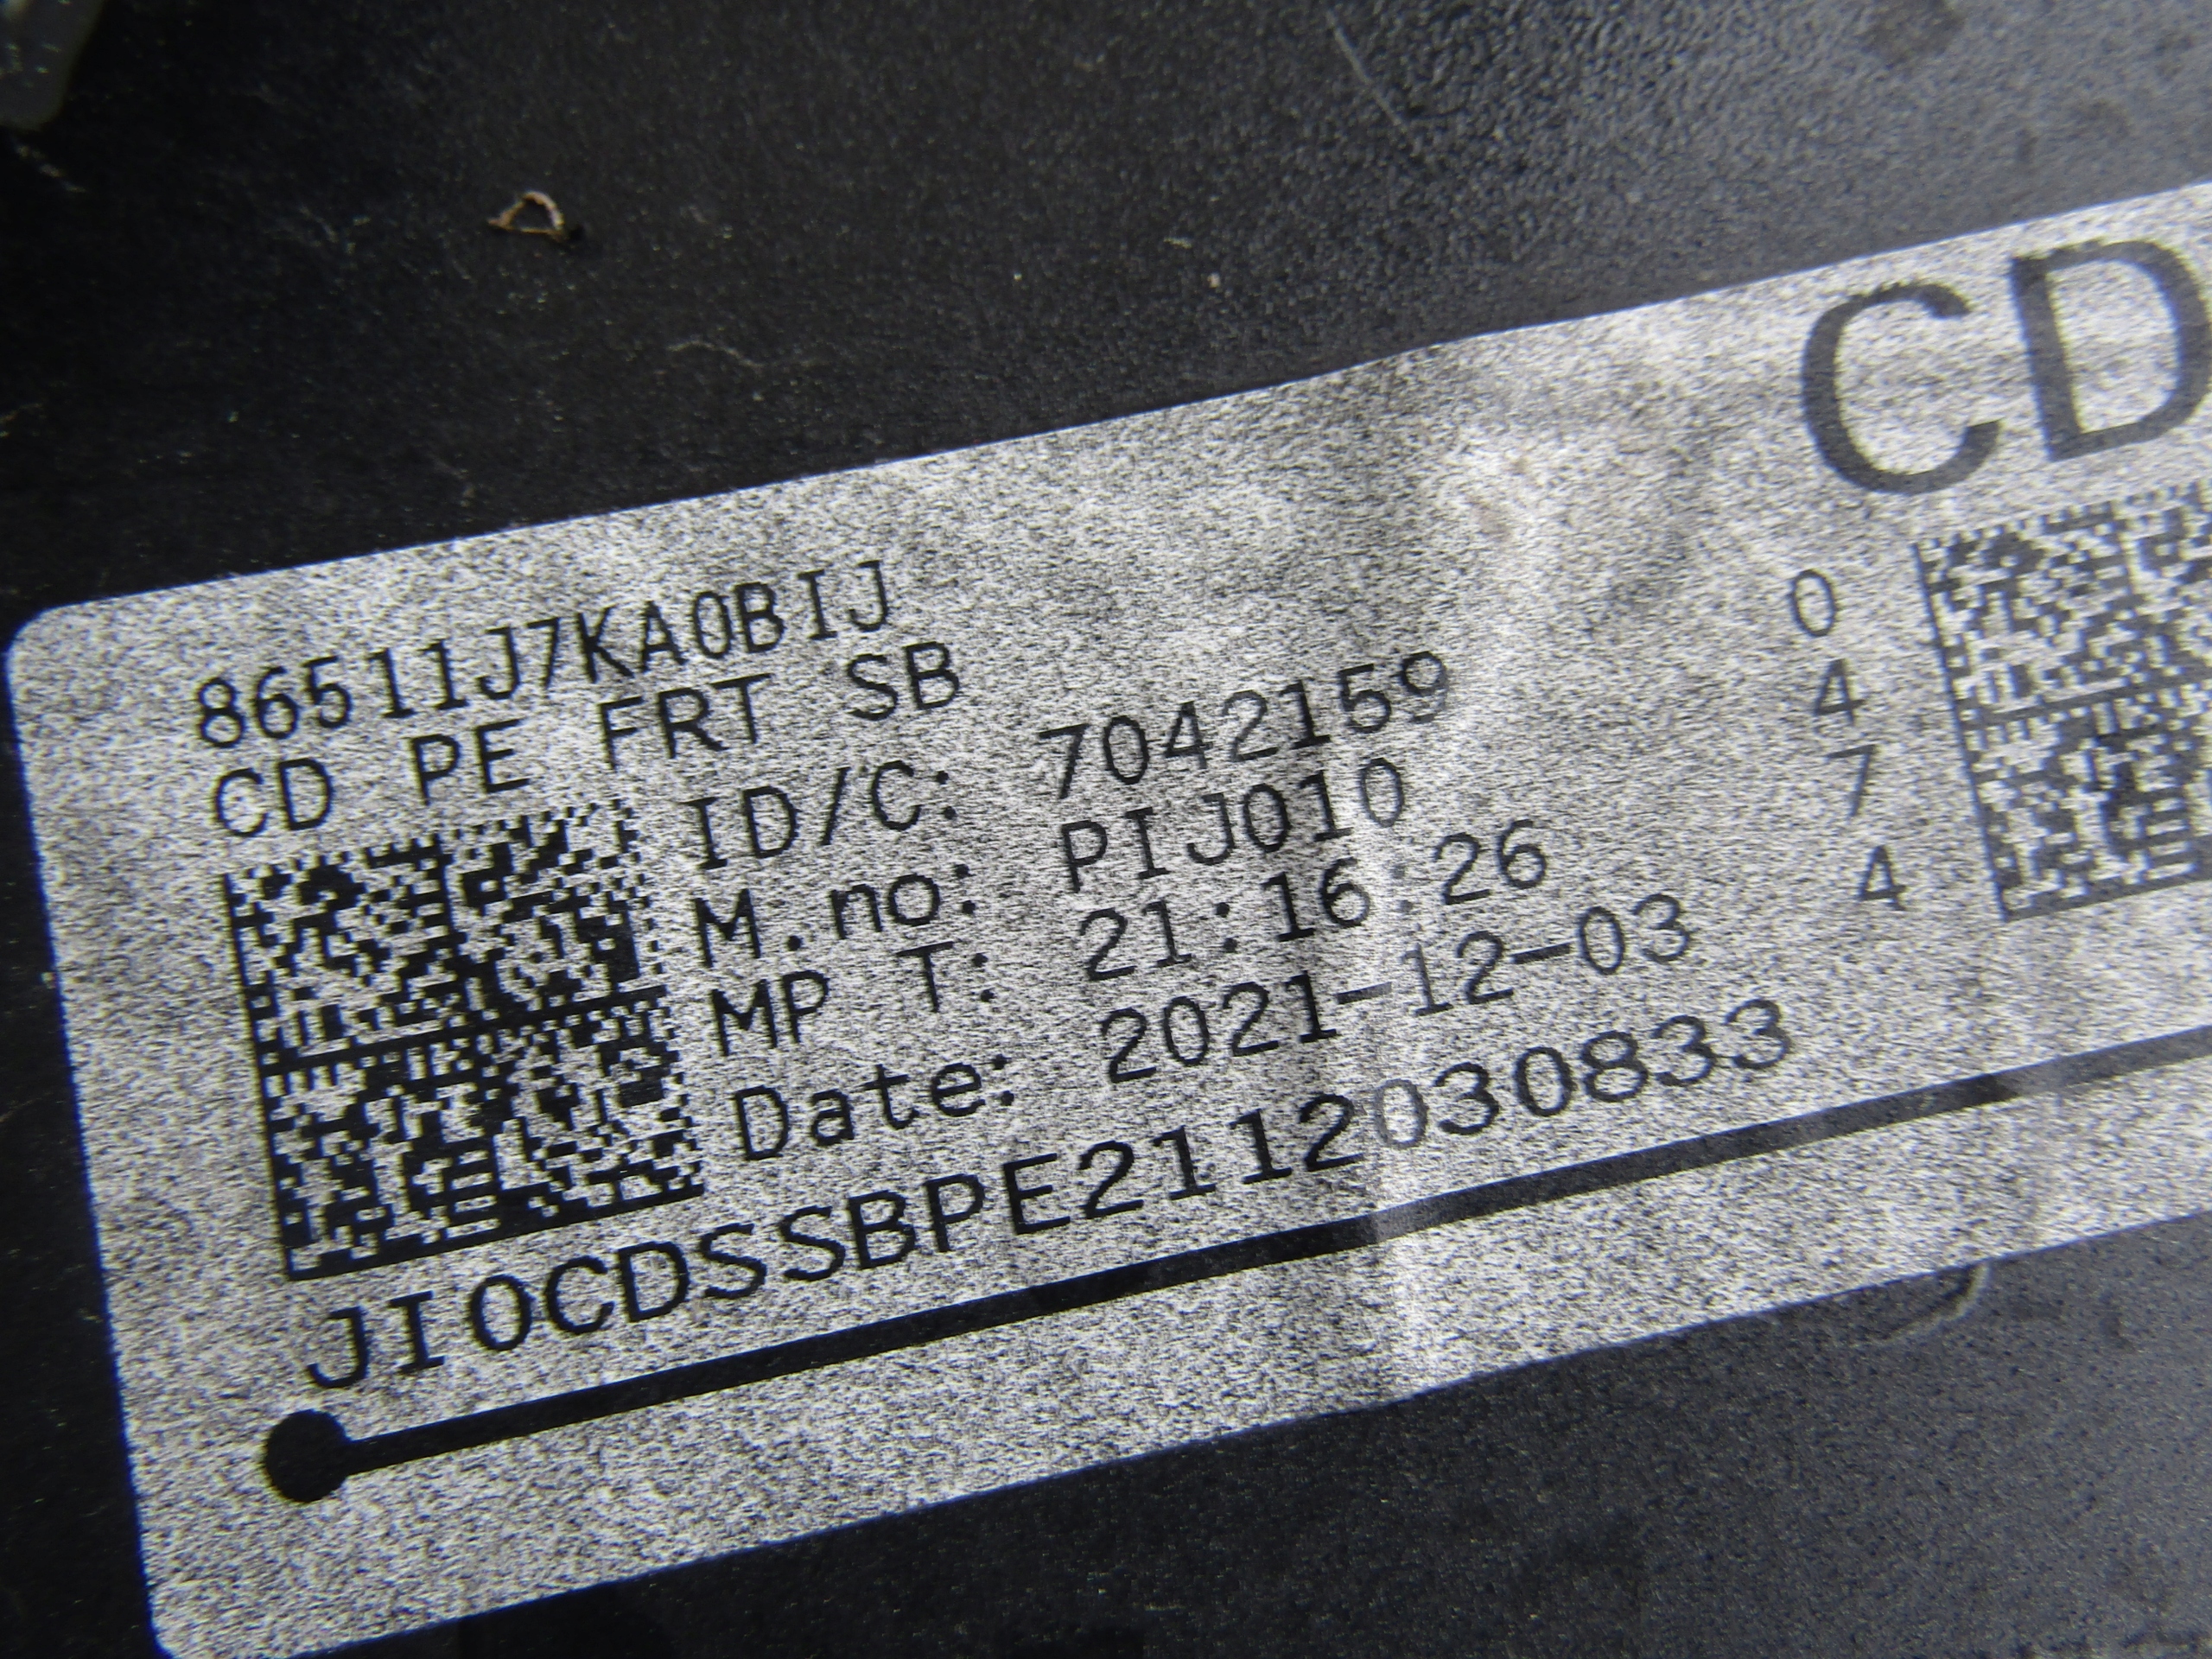 86511J7KA0BIJ
CD PE FRT SB
ID/C: 7042159
M.no: PIJ010
MP T: 21:16:26
Date: 2021-12-03
JI0CDSSBPE2112030833
CD
0
4
7
4